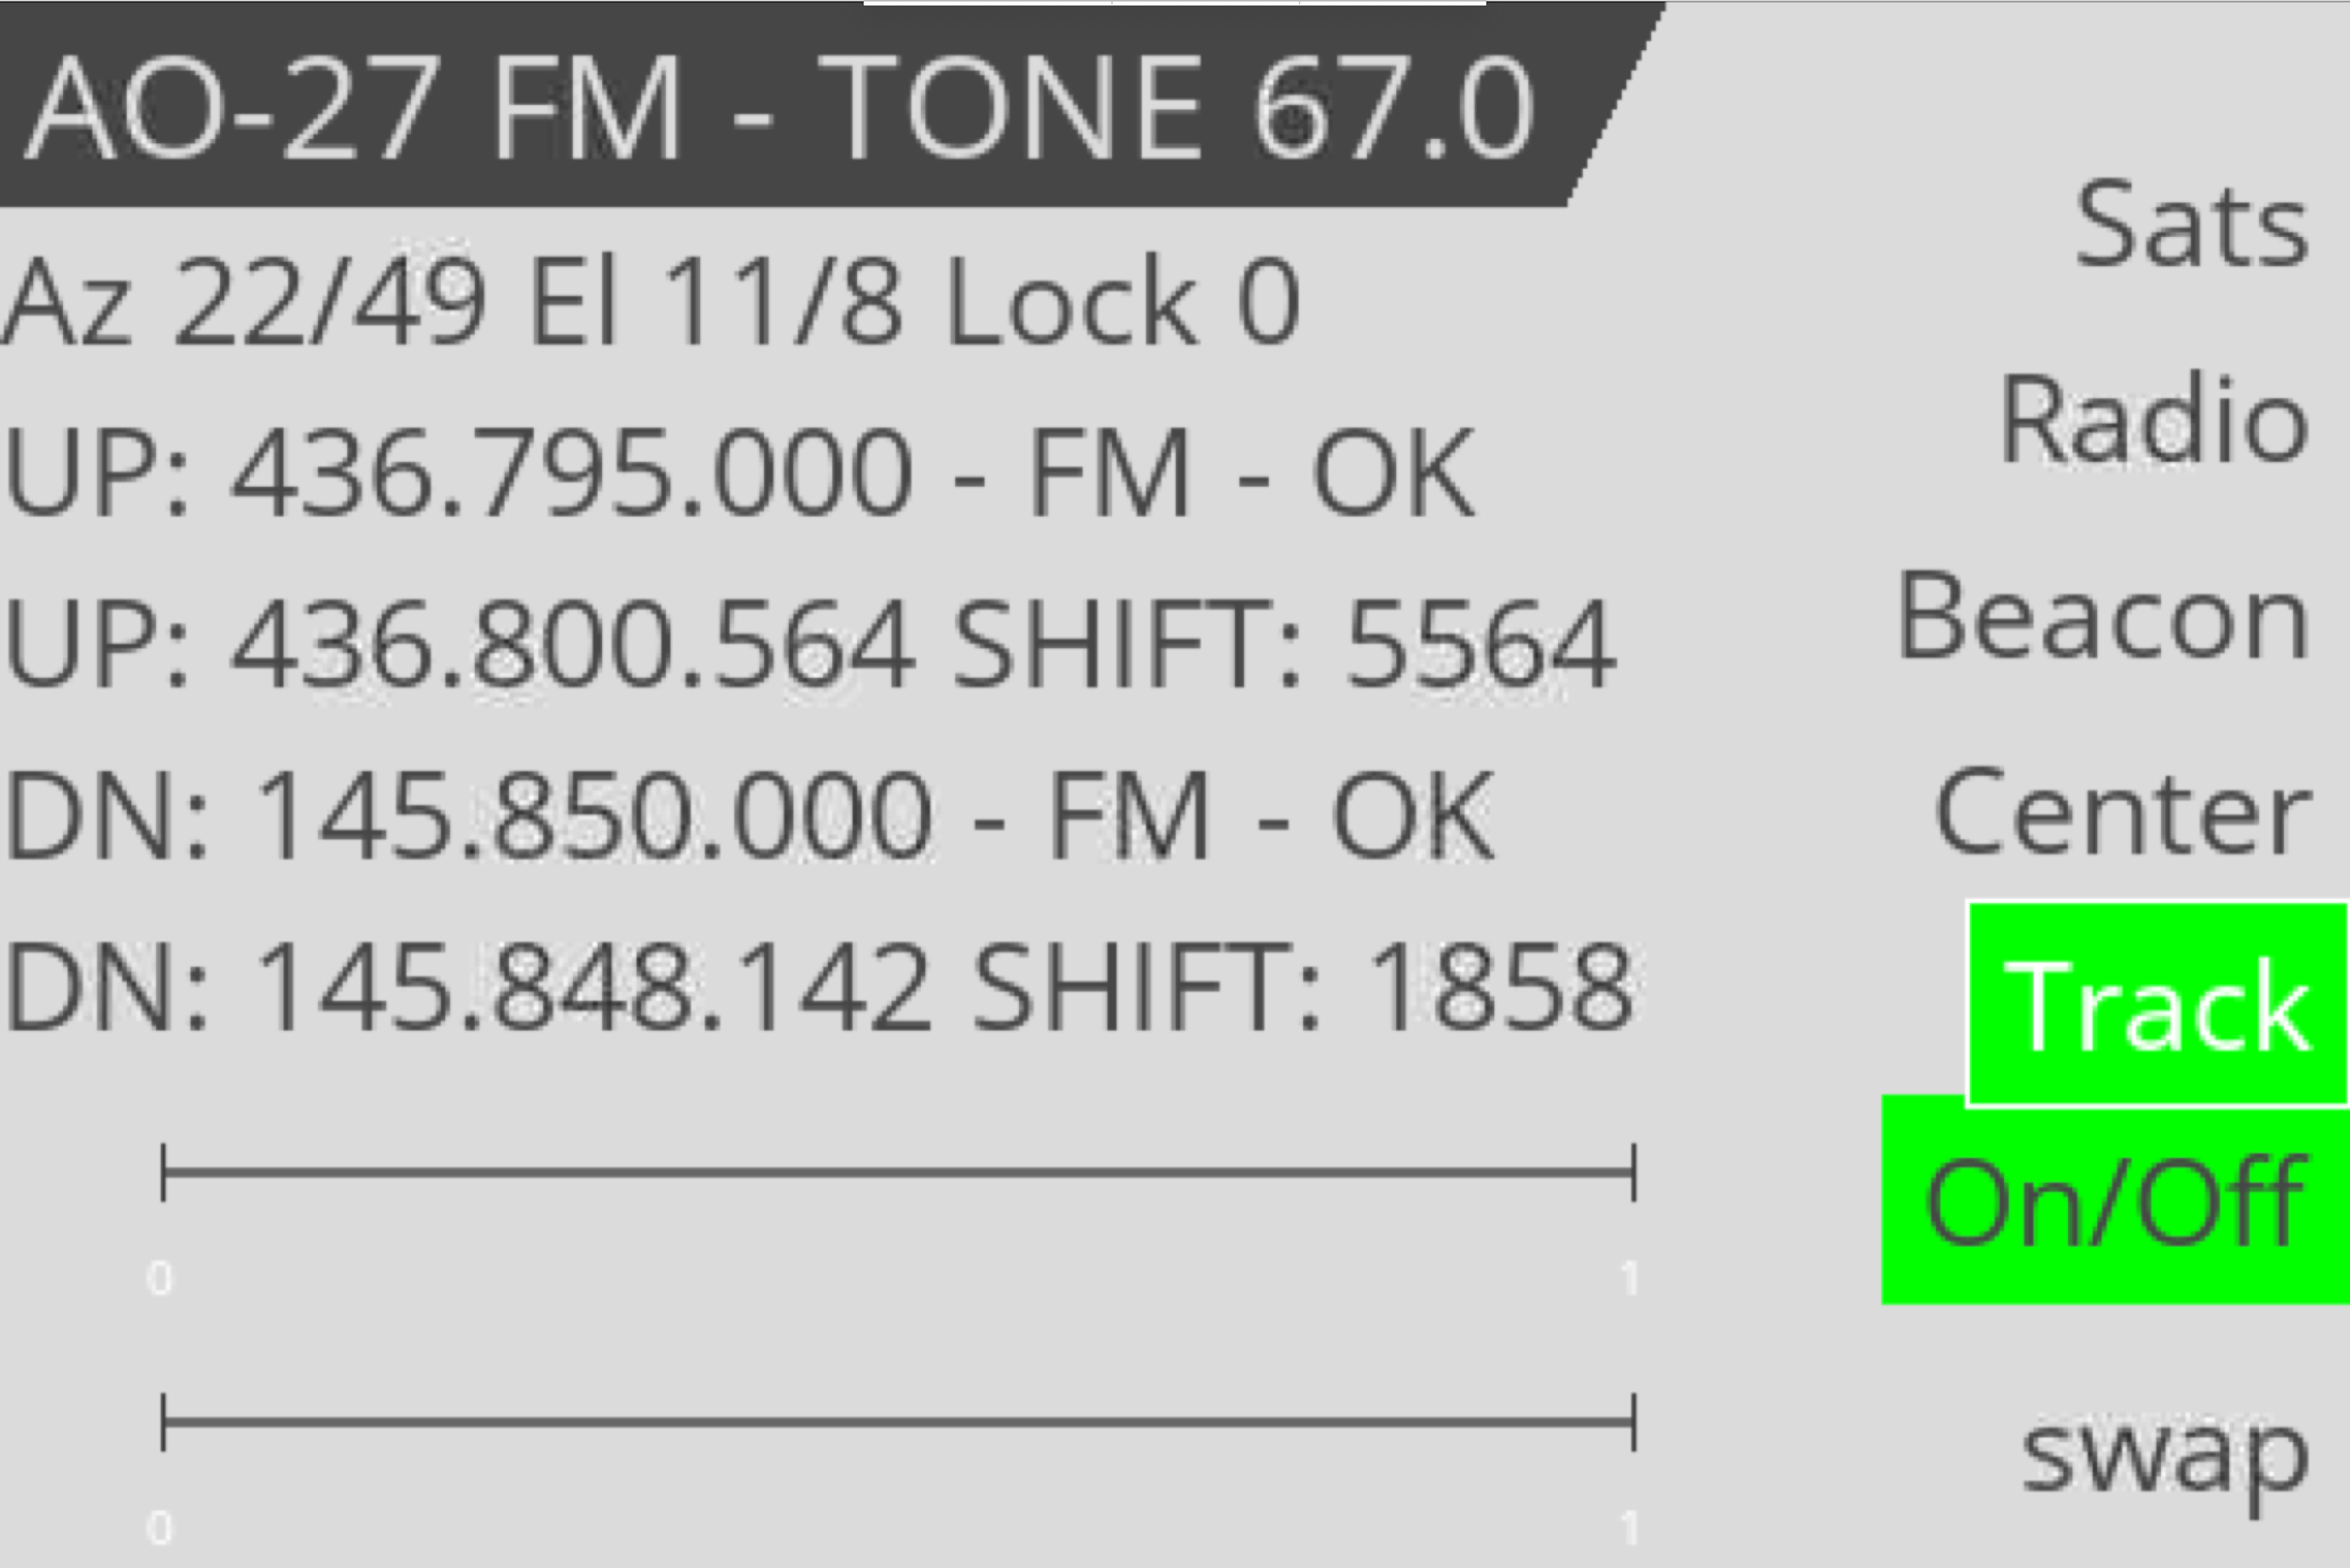 AO-27 FM - TONE 67.0
Az 22/49 El 11/8 Lock 0
UP: 436.795.000 - FM - OK
UP: 436.800.564 SHIFT: 5564
DN: 145.850.000 - FM - OK
DN: 145.848.142 SHIFT: 1858
0 1
0 1
Sats
Radio
Beacon
Center
Track
On/Off
swap